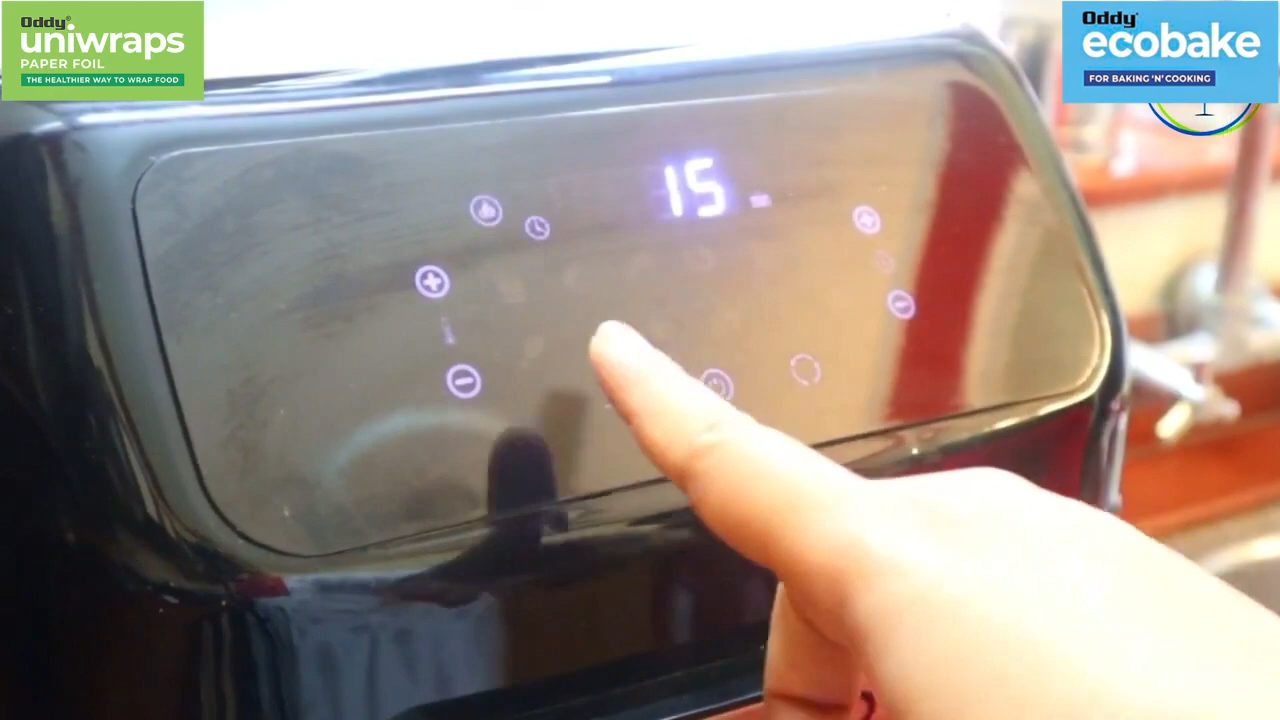 Oddy®
uniwraps
PAPER FOIL
THE HEALTHIER WAY TO WRAP FOOD
Oddy®
ecobake
FOR BAKING 'N' COOKING
15